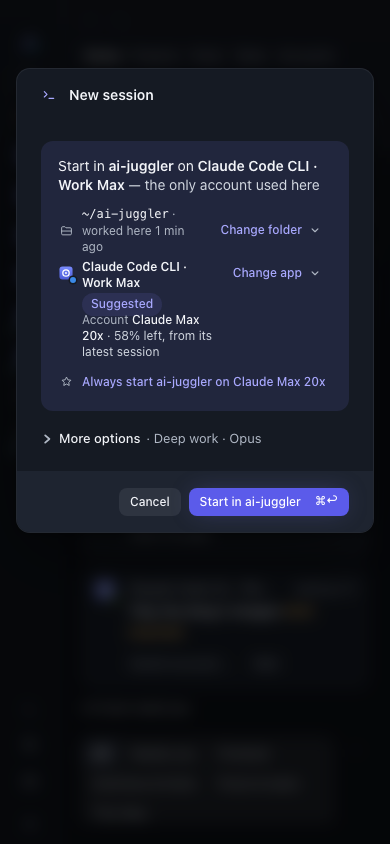 New session
Start in ai-juggler on Claude Code CLI ·
Work Max — the only account used here
~/ai-juggler ·
worked here 1 min
ago
Change folder
Claude Code CLI ·
Work Max
Change app
Suggested
Account Claude Max
20x · 58% left, from its
latest session
Always start ai-juggler on Claude Max 20x
More options · Deep work · Opus
Cancel
Start in ai-juggler ⌘↩